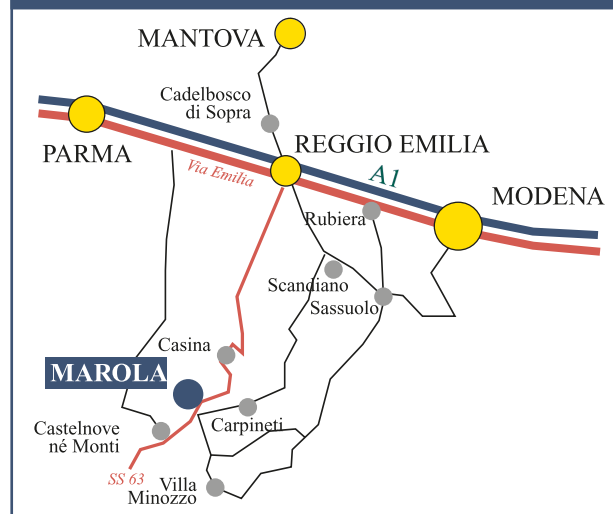 MANTOVA
Cadelbosco
di Sopra
PARMA
Via Emilia
REGGIO EMILIA
A1
MODENA
Rubiera
Scandiano
Sassuolo
Casina
MAROLA
Castelnove
né Monti
Carpineti
SS 63
Villa
Minozzo